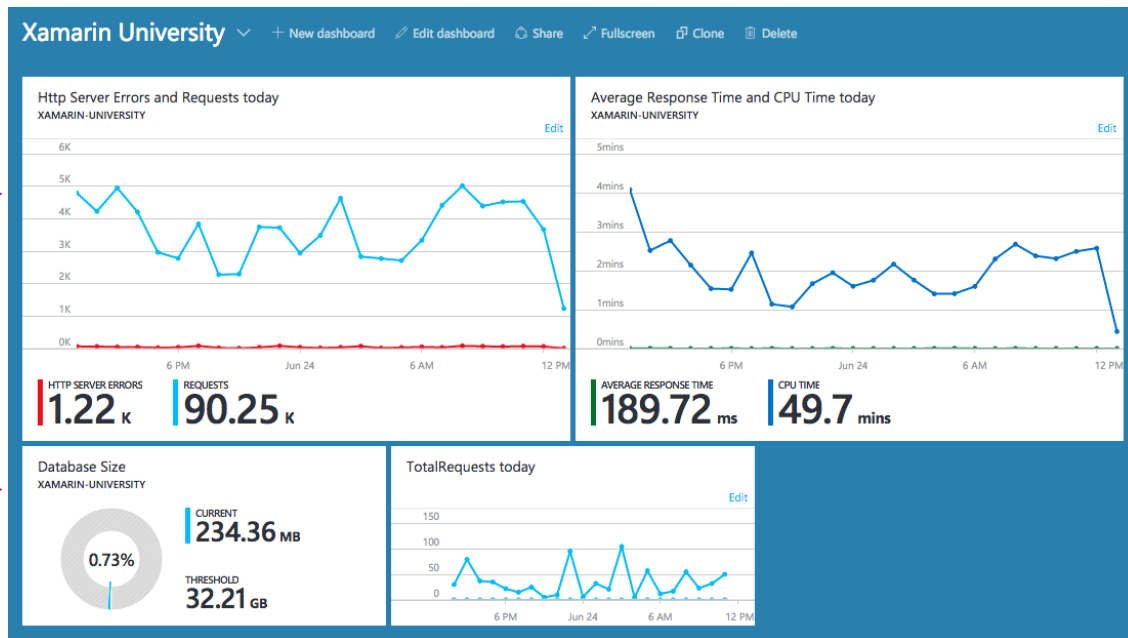 Xamarin University
New dashboard
Edit dashboard
Share
Fullscreen
Clone
Delete
Http Server Errors and Requests today
XAMARIN-UNIVERSITY
Edit
6K
5K
4K
3K
2K
1K
0K
6 PM
Jun 24
6 AM
12 PM
HTTP SERVER ERRORS
1.22 K
REQUESTS
90.25 K
Average Response Time and CPU Time today
XAMARIN-UNIVERSITY
Edit
5mins
4mins
3mins
2mins
1mins
0mins
6 PM
Jun 24
6 AM
12 PM
AVERAGE RESPONSE TIME
189.72 ms
CPU TIME
49.7 mins
Database Size
XAMARIN-UNIVERSITY
0.73%
CURRENT
234.36 MB
THRESHOLD
32.21 GB
TotalRequests today
Edit
150
100
50
0
6 PM
Jun 24
6 AM
12 PM